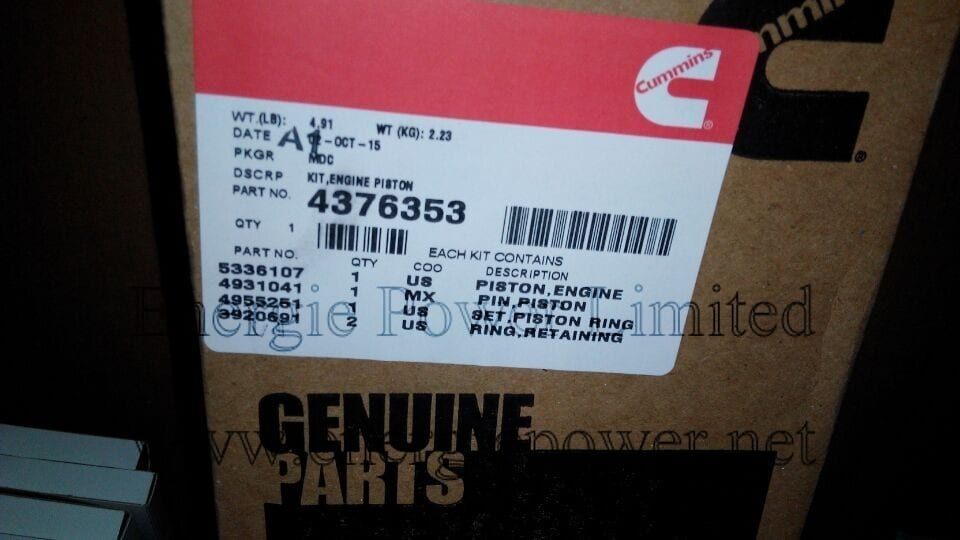 Cummins
WT.(LB): 4.91 WT (KG): 2.23
DATE A1 02-OCT-15
PKGR MDC
DSCRP KIT,ENGINE PISTON
PART NO. 4376353
QTY 1
EACH KIT CONTAINS
PART NO. QTY COO DESCRIPTION
5336107 1 US PISTON,ENGINE
4931041 1 MX PIN,PISTON
4955251 1 US SET,PISTON RING
3920691 2 US RING,RETAINING
Energie Power Limited
GENUINE
PARTS
www.energiepower.net